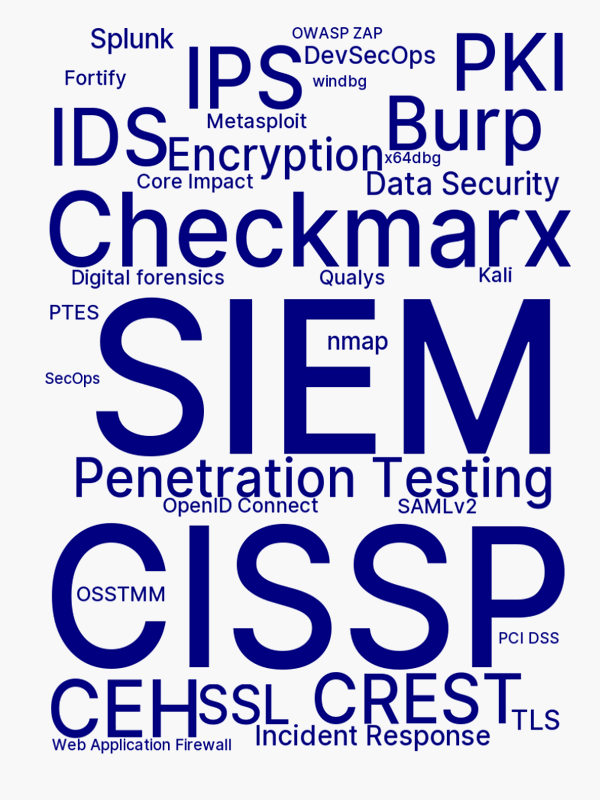 OWASP ZAP
Splunk
PKI
IPS
DevSecOps
Fortify
windbg
Burp
Metasploit
IDS
Encryption
x64dbg
Core Impact
Data Security
Checkmarx
Digital forensics
Qualys
Kali
PTES
SIEM
nmap
SecOps
Penetration Testing
OpenID Connect
SAMLv2
CISSP
OSSTMM
PCI DSS
CEH
SSL
CREST
TLS
Incident Response
Web Application Firewall